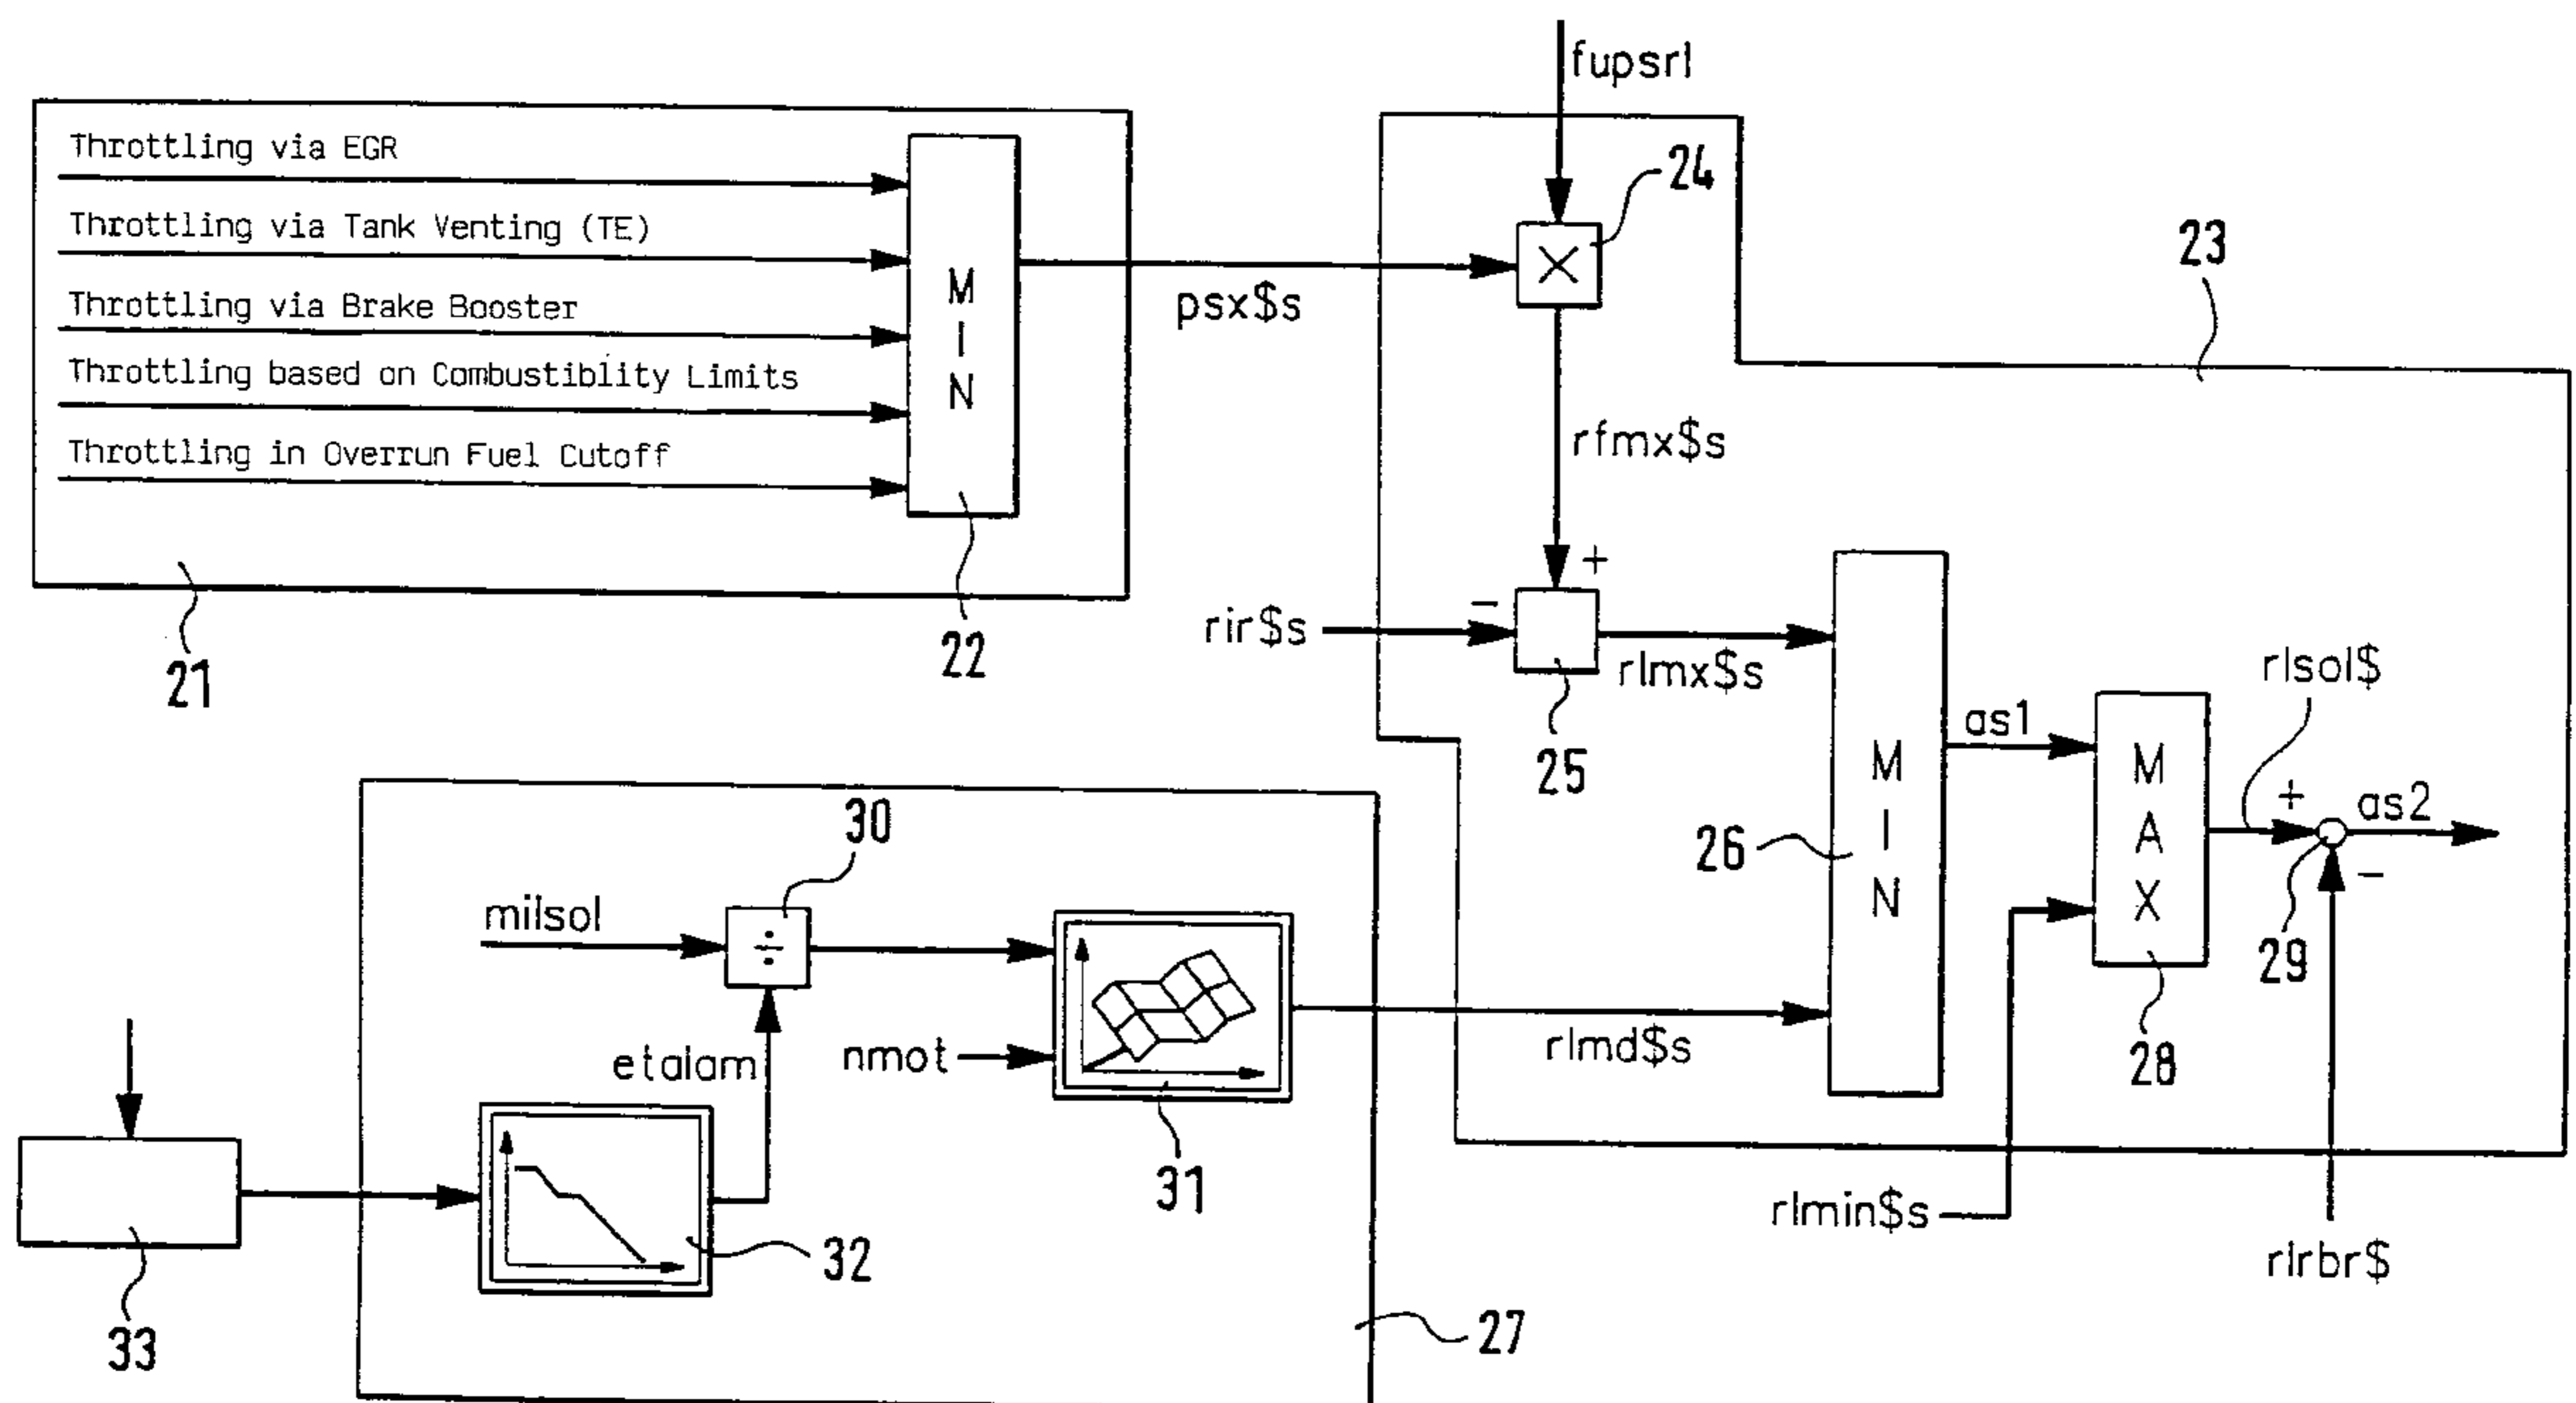 fupsrl
Throttling via EGR
Throttling via Tank Venting (TE)
Throttling via Brake Booster
Throttling based on Combustiblity Limits
Throttling in Overrun Fuel Cutoff
M
I
N
22
21
psx$s
×
24
23
rfmx$s
+
−
rir$s
rlmx$s
25
M
I
N
26
as1
M
A
X
28
rlsol$
+
as2
−
29
rlmin$s
rlrbr$
milsol
30
÷
etalam
nmot
31
rlmd$s
32
33
27